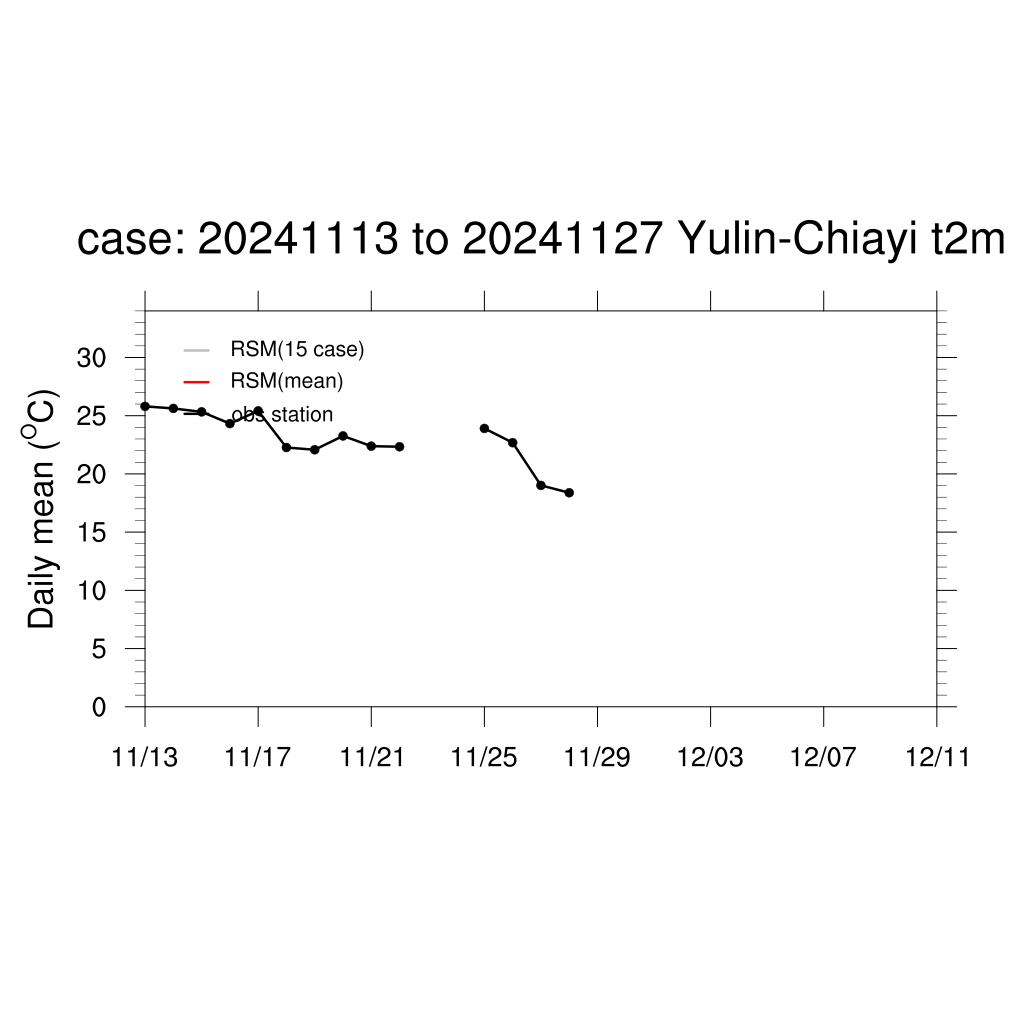 case: 20241113 to 20241127 Yulin-Chiayi t2m
RSM(15 case)
RSM(mean)
obs station
Daily mean (°C)
30
25
20
15
10
5
0
11/13 11/17 11/21 11/25 11/29 12/03 12/07 12/11